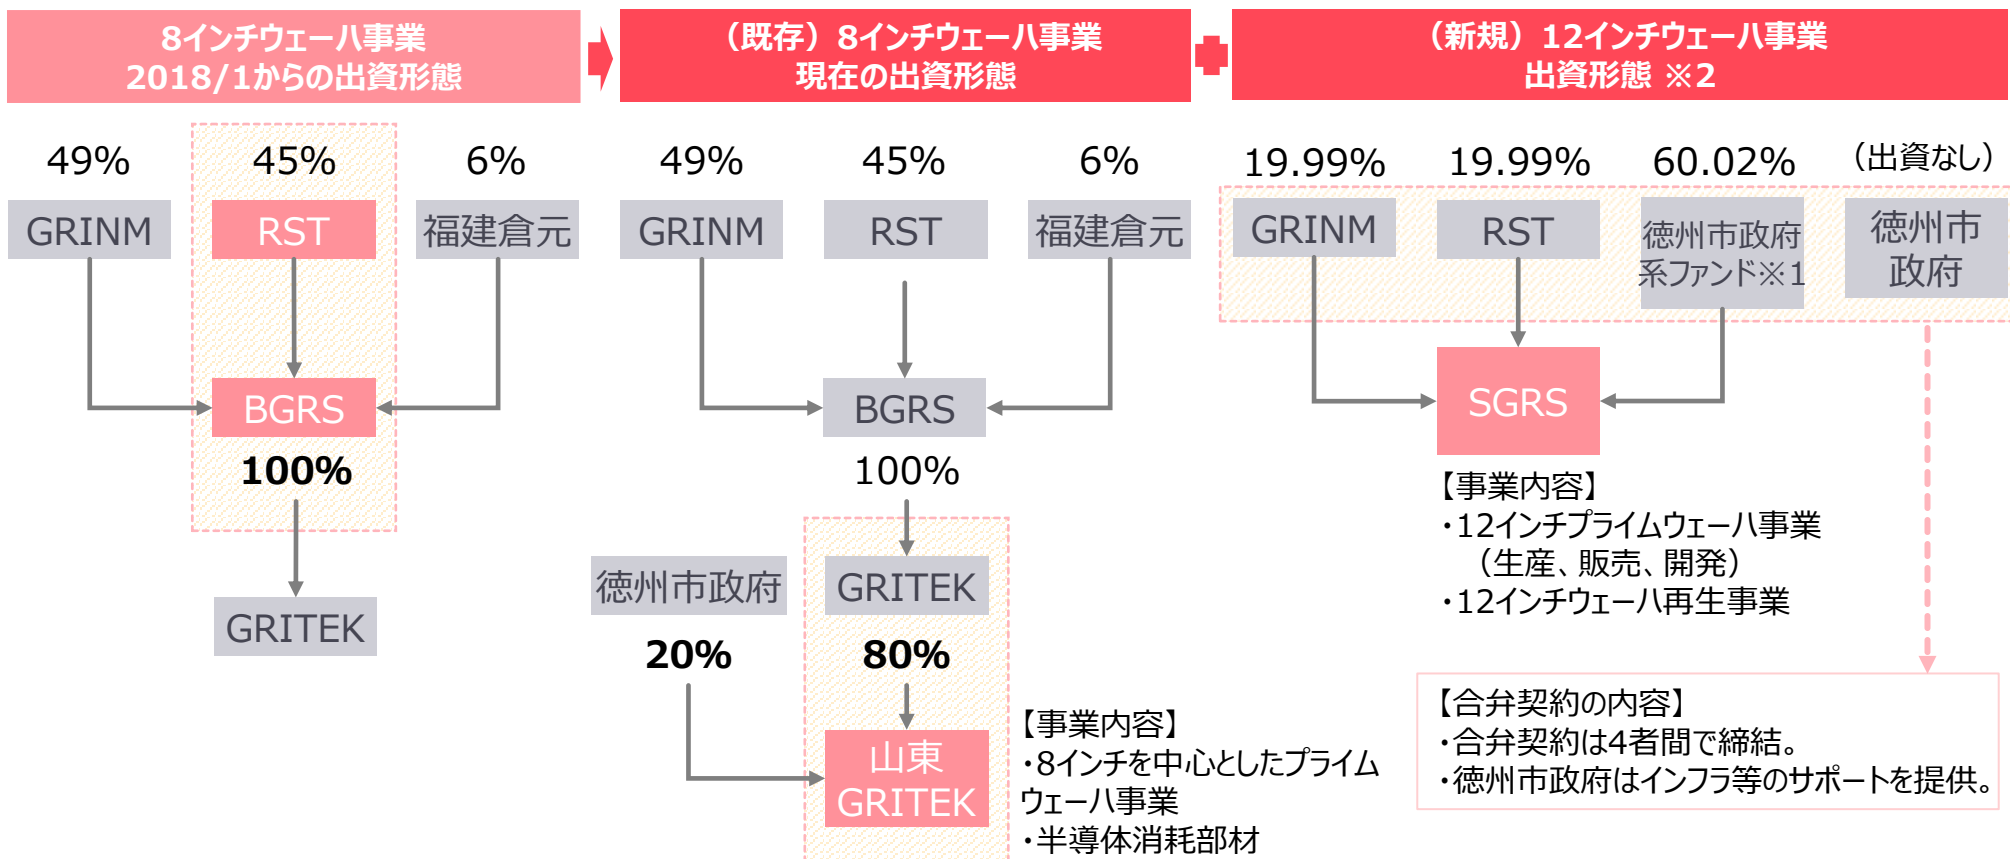 8インチウェーハ事業
2018/1からの出資形態
49%
45%
6%
GRINM
RST
福建倉元
BGRS
100%
GRITEK
（既存）8インチウェーハ事業
現在の出資形態
49%
45%
6%
GRINM
RST
福建倉元
BGRS
100%
徳州市政府
GRITEK
20%
80%
山東
GRITEK
【事業内容】
・8インチを中心としたプライム
ウェーハ事業
・半導体消耗部材
（新規）12インチウェーハ事業
出資形態 ※2
19.99%
19.99%
60.02%
（出資なし）
GRINM
RST
徳州市政府
系ファンド※1
徳州市
政府
SGRS
【事業内容】
・12インチプライムウェーハ事業
（生産、販売、開発）
・12インチウェーハ再生事業
【合弁契約の内容】
・合弁契約は4者間で締結。
・徳州市政府はインフラ等のサポートを提供。